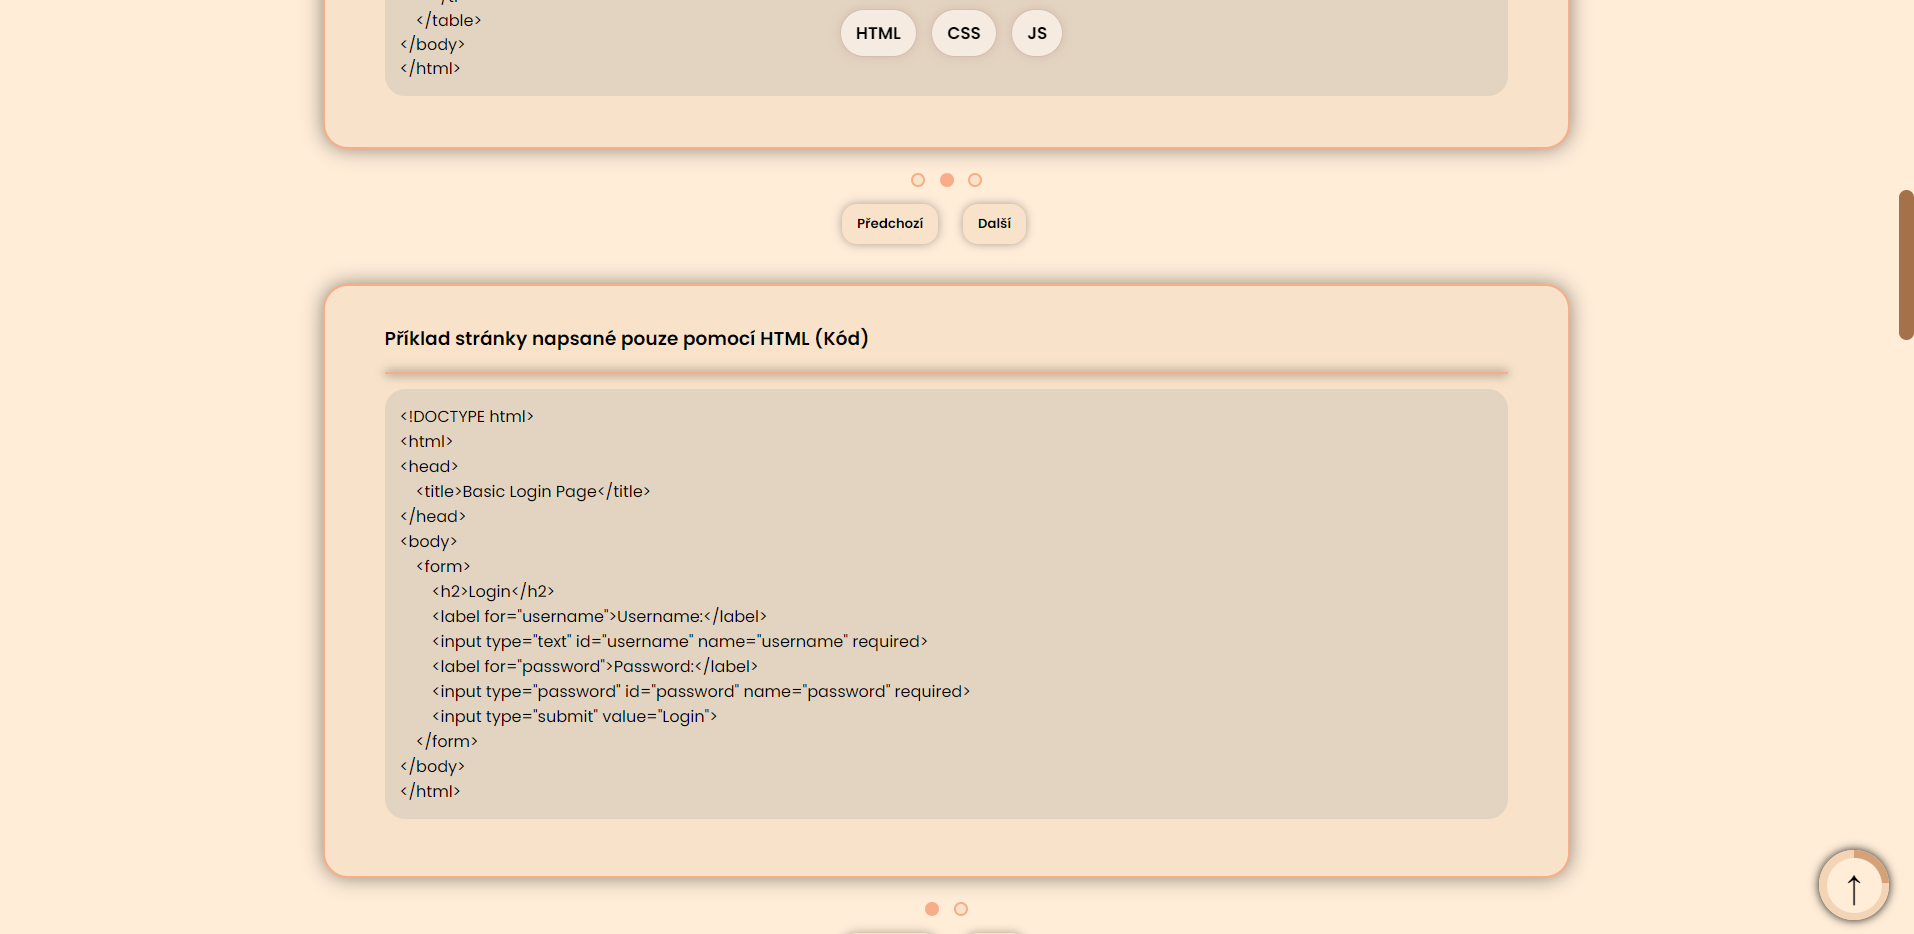 </table>
</body>
</html>
HTML CSS JS
Předchozí Další
Příklad stránky napsané pouze pomocí HTML (Kód)
<!DOCTYPE html>
<html>
<head>
    <title>Basic Login Page</title>
</head>
<body>
    <form>
        <h2>Login</h2>
        <label for="username">Username:</label>
        <input type="text" id="username" name="username" required>
        <label for="password">Password:</label>
        <input type="password" id="password" name="password" required>
        <input type="submit" value="Login">
    </form>
</body>
</html>
↑